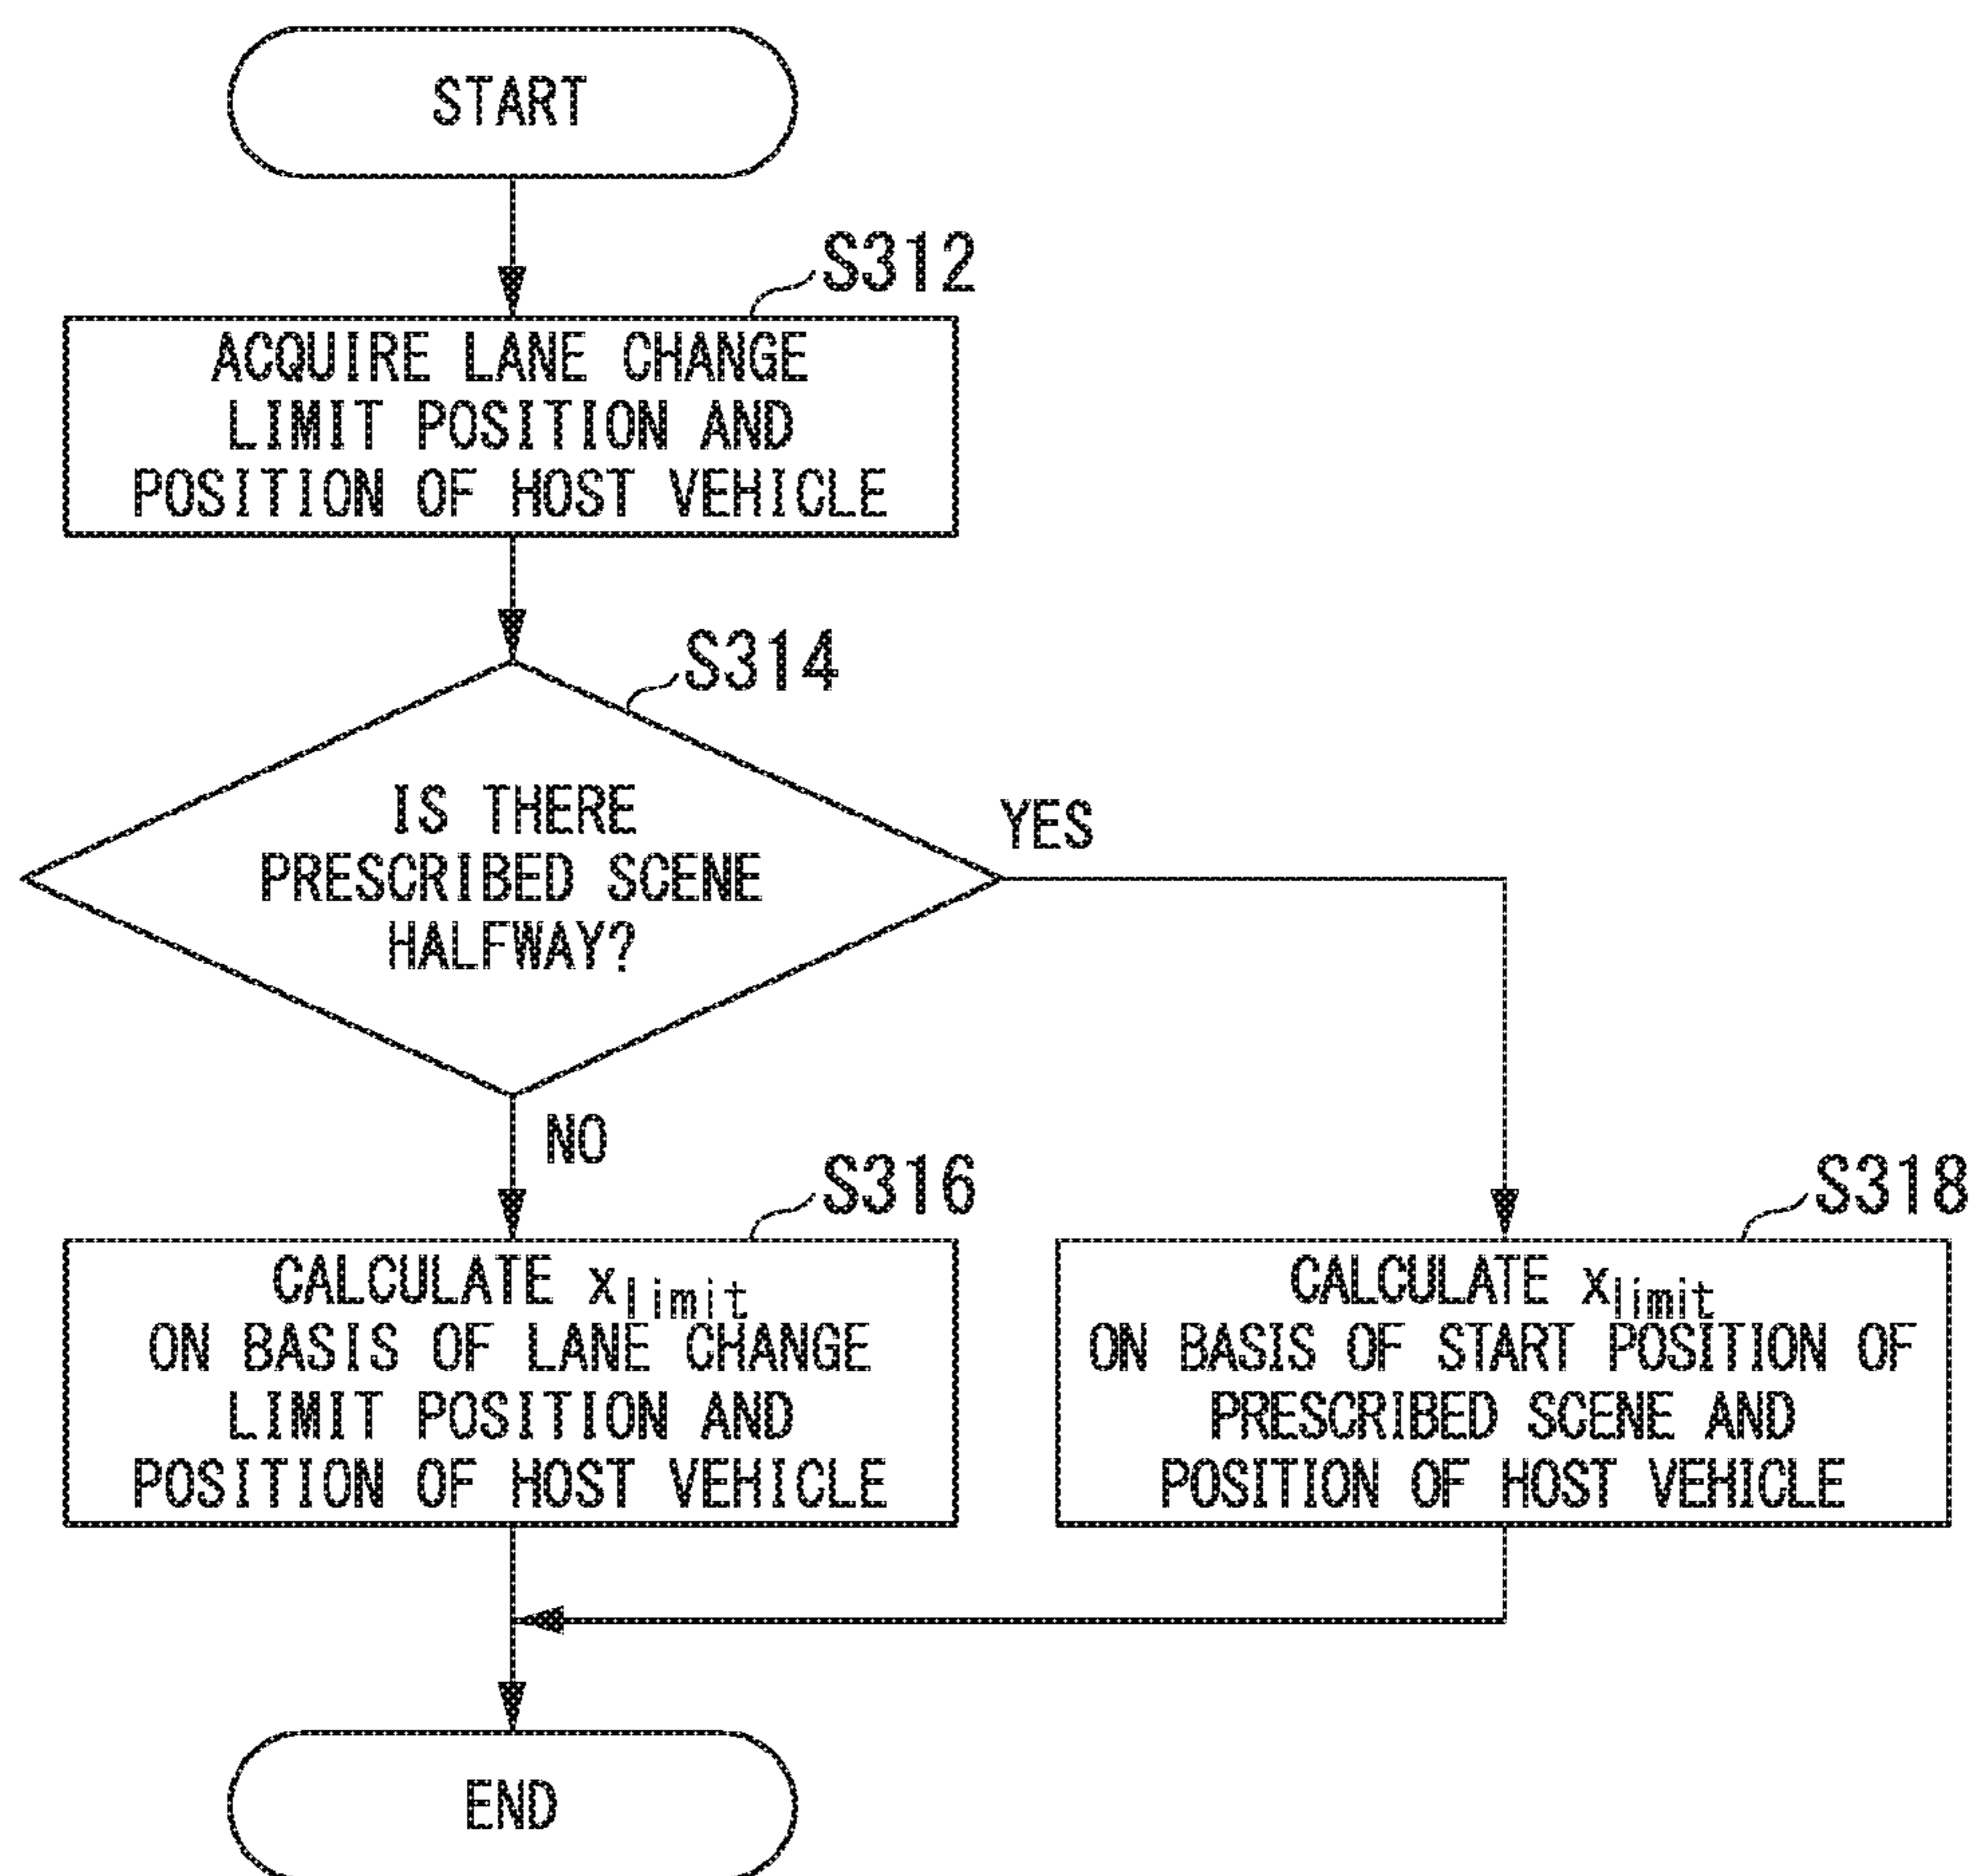 START
S312
ACQUIRE LANE CHANGE
LIMIT POSITION AND
POSITION OF HOST VEHICLE
S314
IS THERE
PRESCRIBED SCENE
HALFWAY?
YES
NO
S316
CALCULATE xlimit
ON BASIS OF LANE CHANGE
LIMIT POSITION AND
POSITION OF HOST VEHICLE
S318
CALCULATE xlimit
ON BASIS OF START POSITION OF
PRESCRIBED SCENE AND
POSITION OF HOST VEHICLE
END